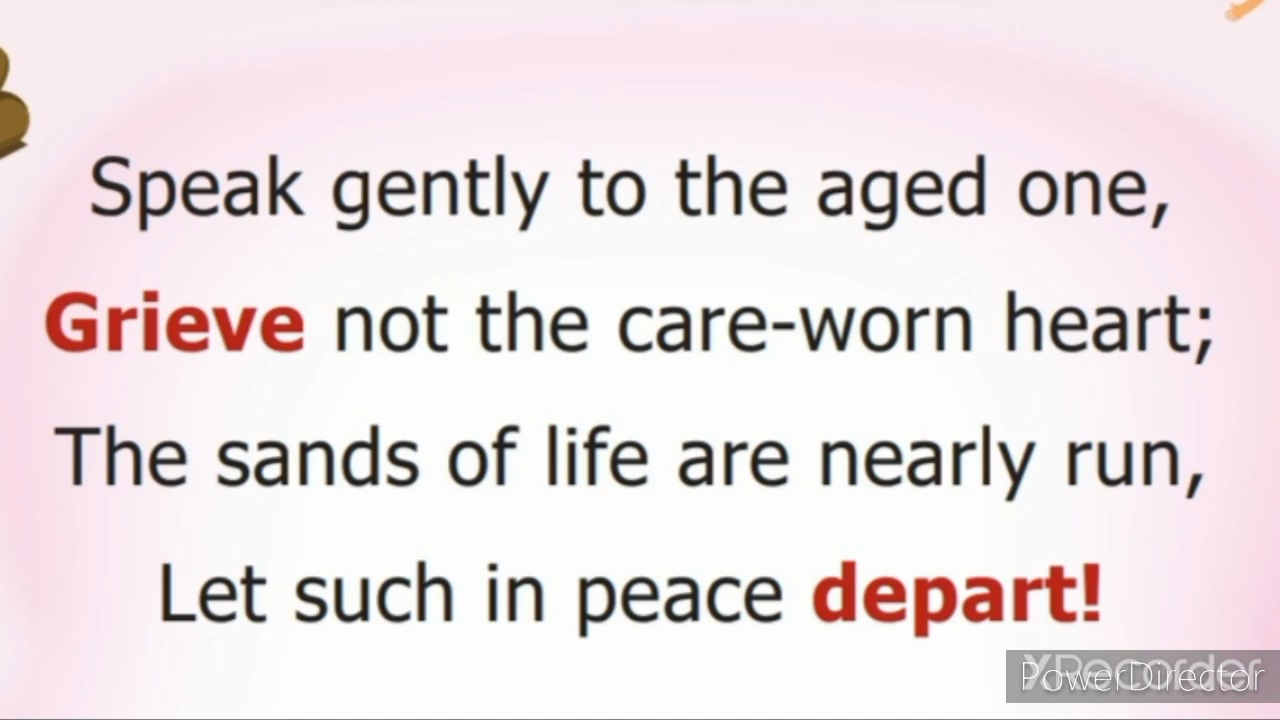 Speak gently to the aged one,
Grieve not the care-worn heart;
The sands of life are nearly run,
Let such in peace depart!
XRecorder
PowerDirector